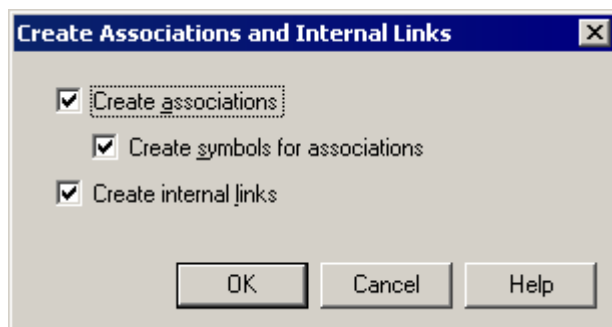 Create Associations and Internal Links
Create associations
Create symbols for associations
Create internal links
OK Cancel Help